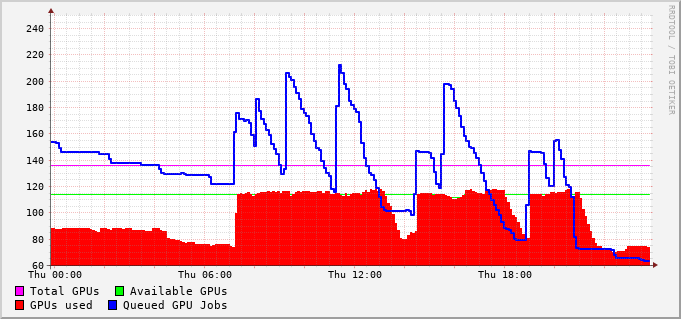 240
220
200
180
160
140
120
100
80
60
Thu 00:00 Thu 06:00 Thu 12:00 Thu 18:00
Total GPUs Available GPUs
GPUs used Queued GPU Jobs
RRDTOOL / TOBI OETIKER